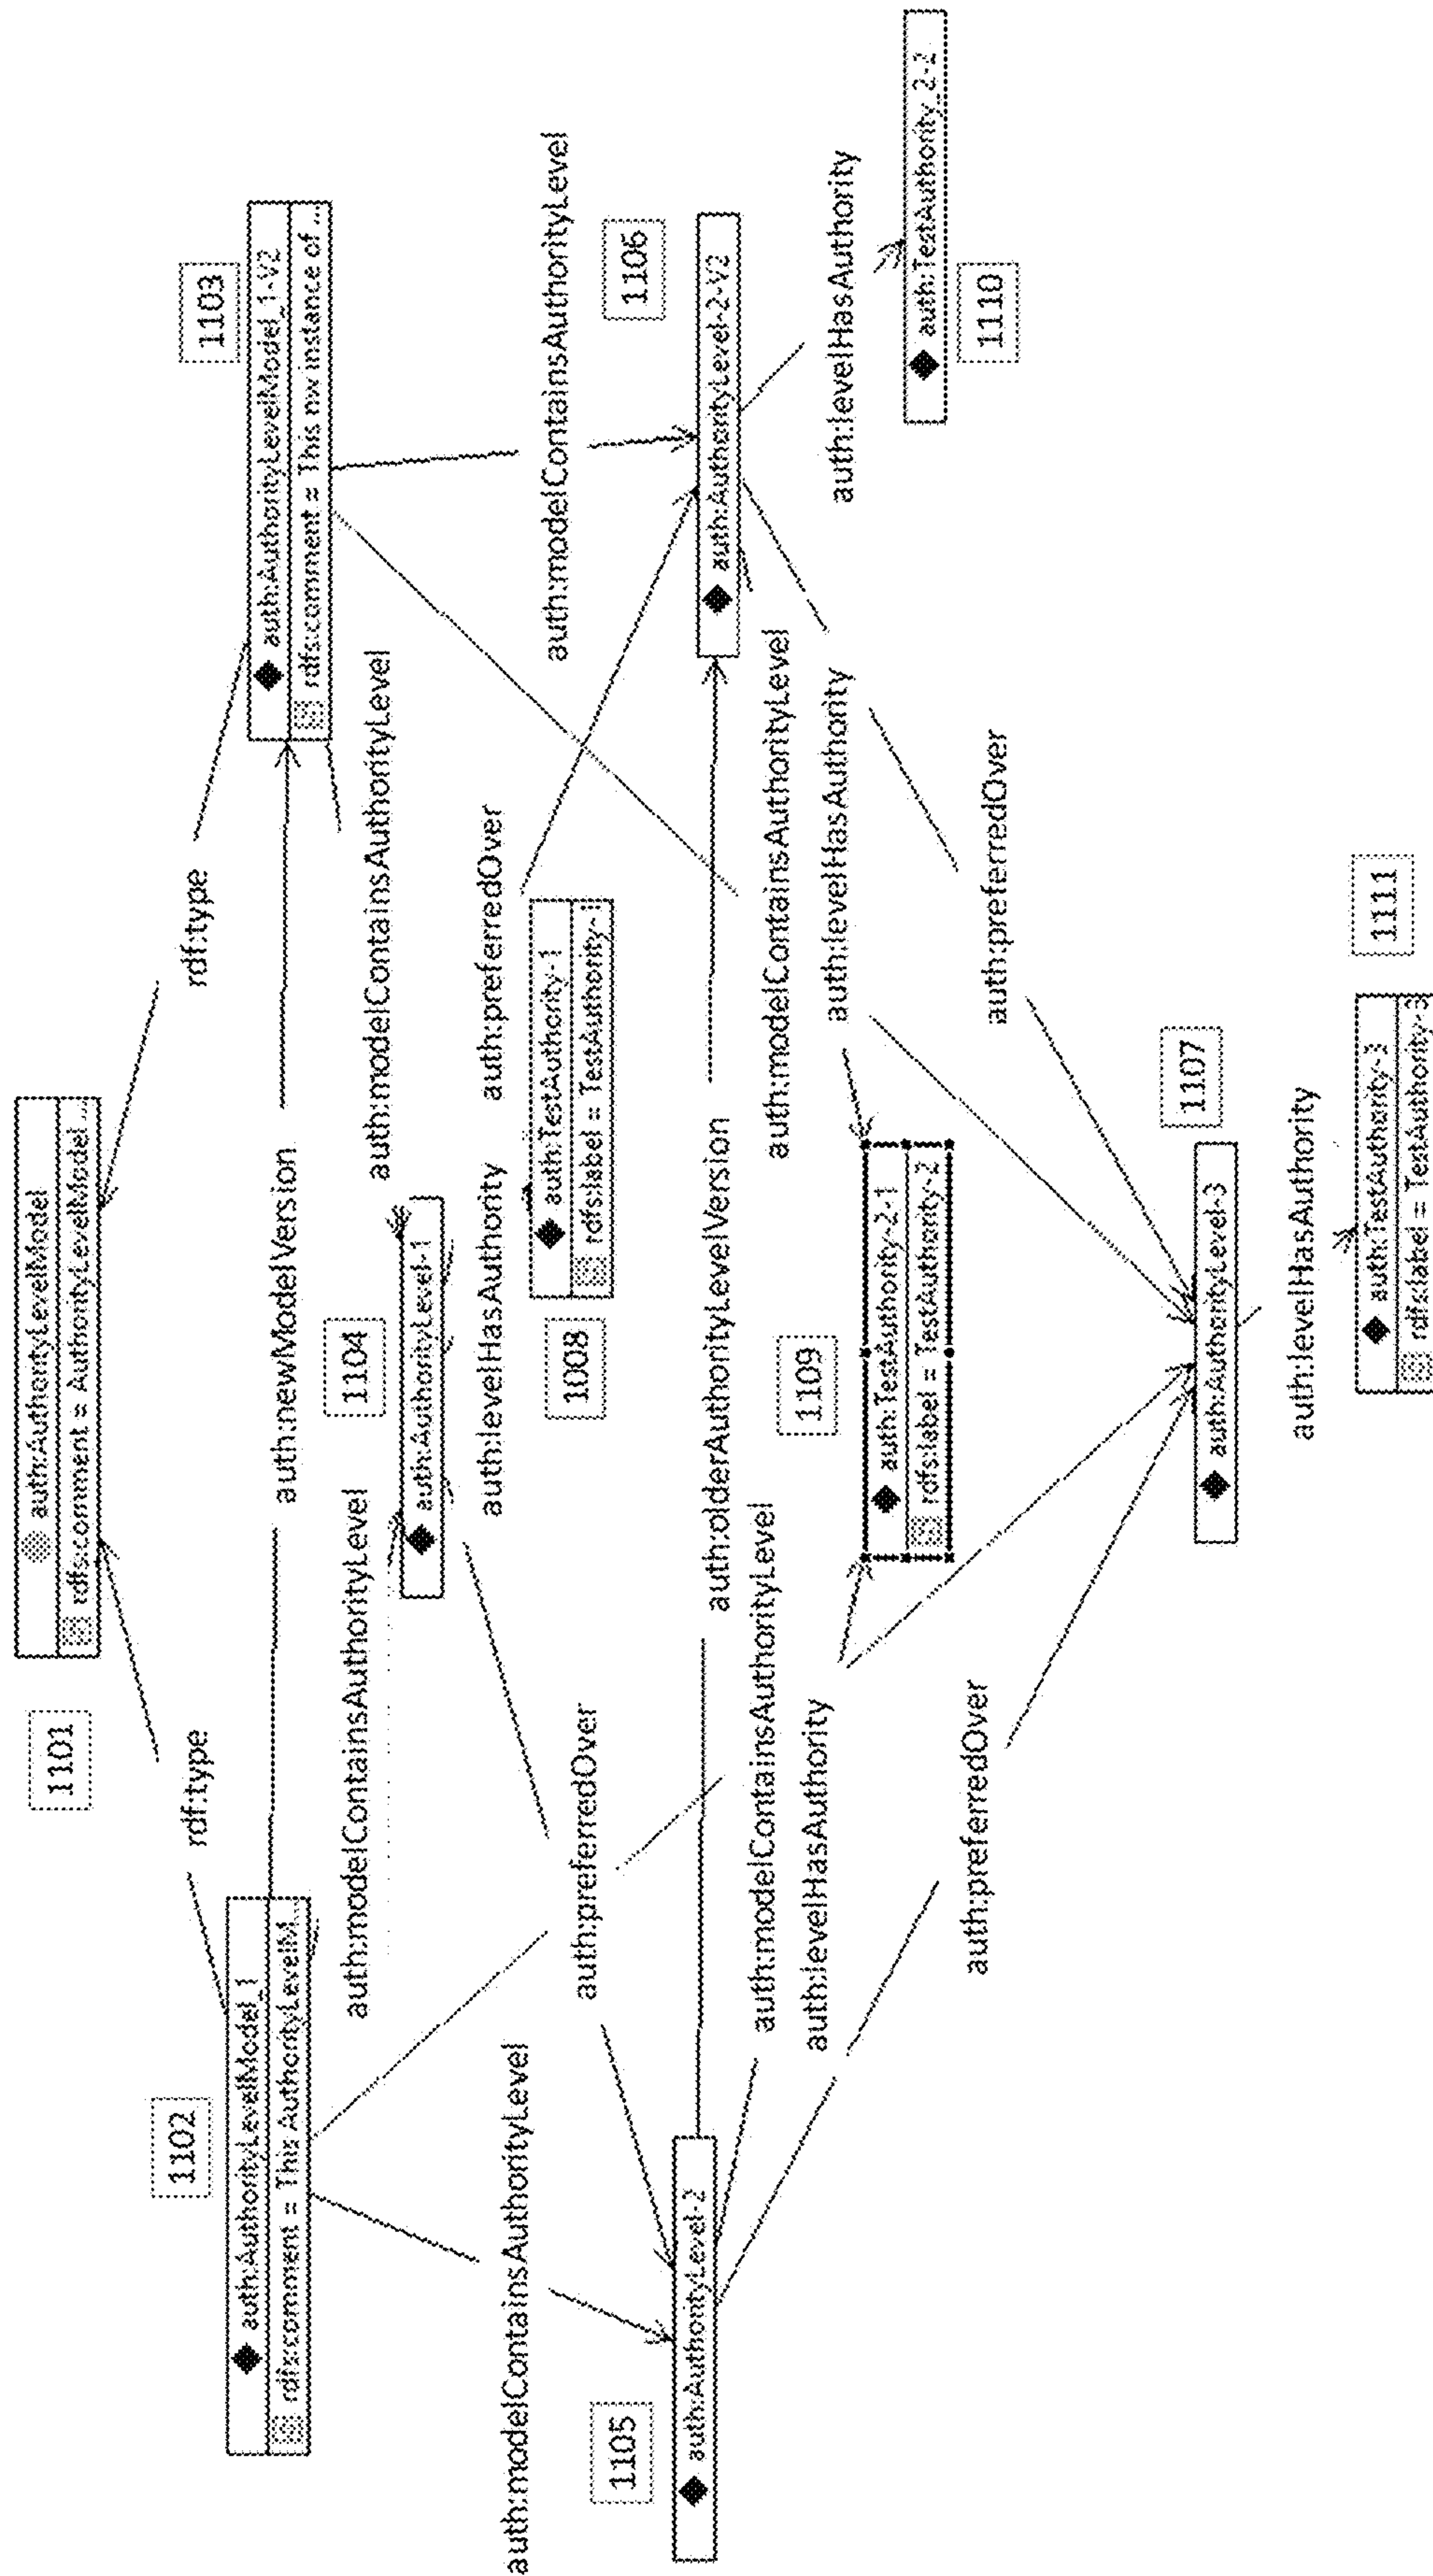 1101
auth:AuthorityLevelModel
rdfs:comment = AuthorityLevelModel...
rdf:type
rdf:type
1102
auth:AuthorityLevelModel_1
rdfs:comment = This AuthorityLevelM...
auth:newModelVersion
1103
auth:AuthorityLevelModel_1-V2
rdfs:comment = This nw instance of ...
auth:modelContainsAuthorityLevel
1104
auth:AuthorityLevel-1
auth:modelContainsAuthorityLevel
auth:modelContainsAuthorityLevel
auth:preferredOver
auth:levelHasAuthority
auth:preferredOver
auth:modelContainsAuthorityLevel
1008
auth:TestAuthority-1
rdfs:label = TestAuthority-
1105
auth:AuthorityLevel-2
auth:olderAuthorityLevelVersion
1106
auth:AuthorityLevel-2-V2
auth:modelContainsAuthorityLevel
auth:modelContainsAuthorityLevel
auth:levelHasAuthority
auth:levelHasAuthority
auth:levelHasAuthority
1109
auth:TestAuthority-2-1
rdfs:label = TestAuthority-2
auth:TestAuthority_2-2
1110
auth:preferredOver
auth:preferredOver
1107
auth:AuthorityLevel-3
auth:levelHasAuthority
1111
auth:TestAuthority-3
rdfs:label = TestAuthority-3